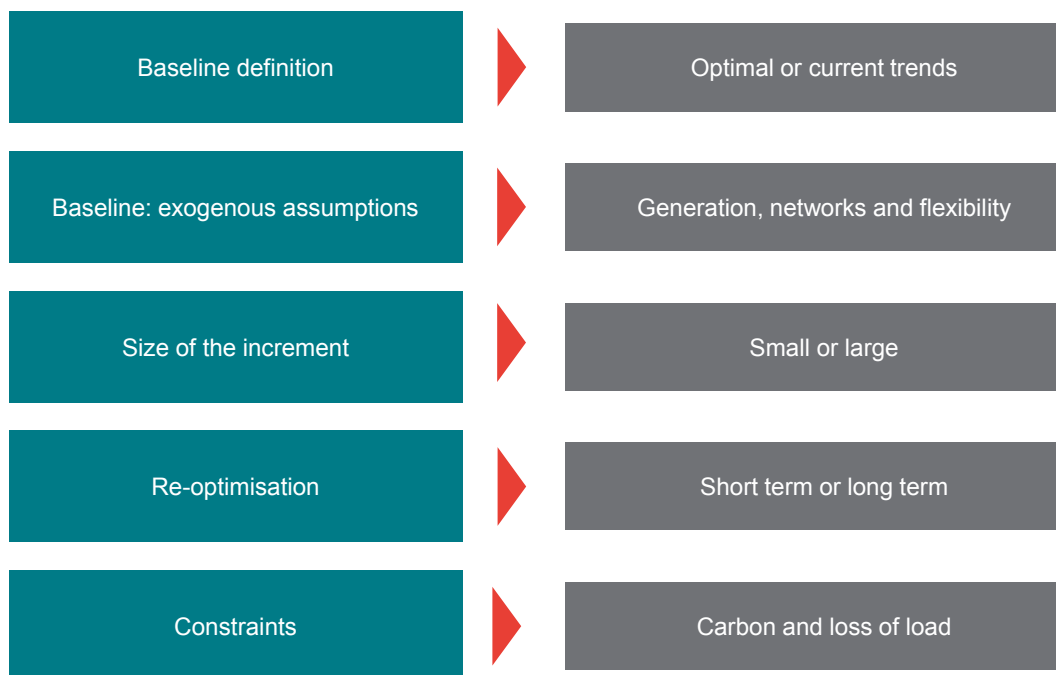 Baseline definition
Optimal or current trends
Baseline: exogenous assumptions
Generation, networks and flexibility
Size of the increment
Small or large
Re-optimisation
Short term or long term
Constraints
Carbon and loss of load